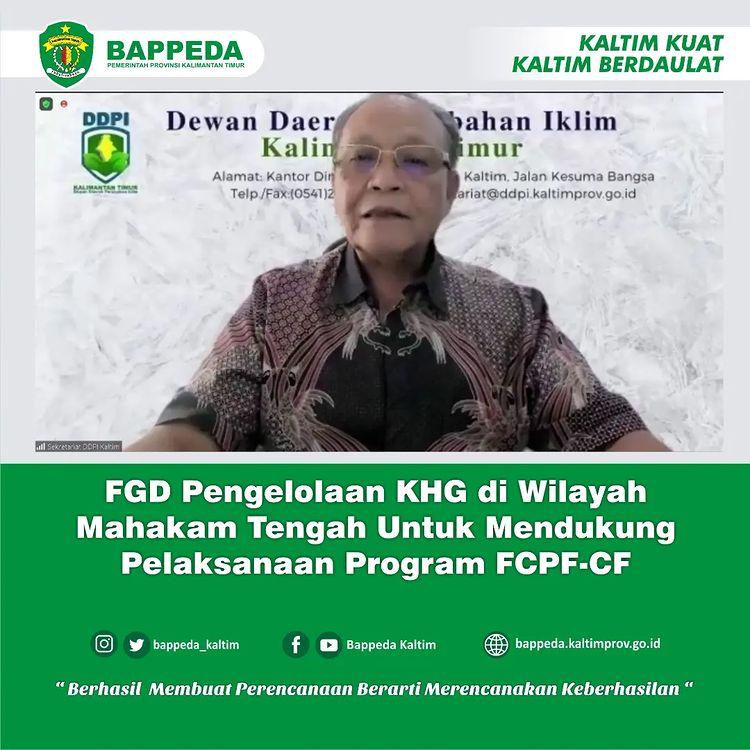 BAPPEDA
PEMERINTAH PROVINSI KALIMANTAN TIMUR
KALTIM KUAT
KALTIM BERDAULAT
DDPI
KALIMANTAN TIMUR
Dewan Daer bahan Iklim
Kalim imur
Alamat: Kantor Din Kaltim, Jalan Kesuma Bangsa
Telp./Fax:(0541)2 ariat@ddpi.kaltimprov.go.id
Sekretariat DDPI Kaltim
FGD Pengelolaan KHG di Wilayah
Mahakam Tengah Untuk Mendukung
Pelaksanaan Program FCPF-CF
bappeda_kaltim
Bappeda Kaltim
bappeda.kaltimprov.go.id
“ Berhasil Membuat Perencanaan Berarti Merencanakan Keberhasilan “